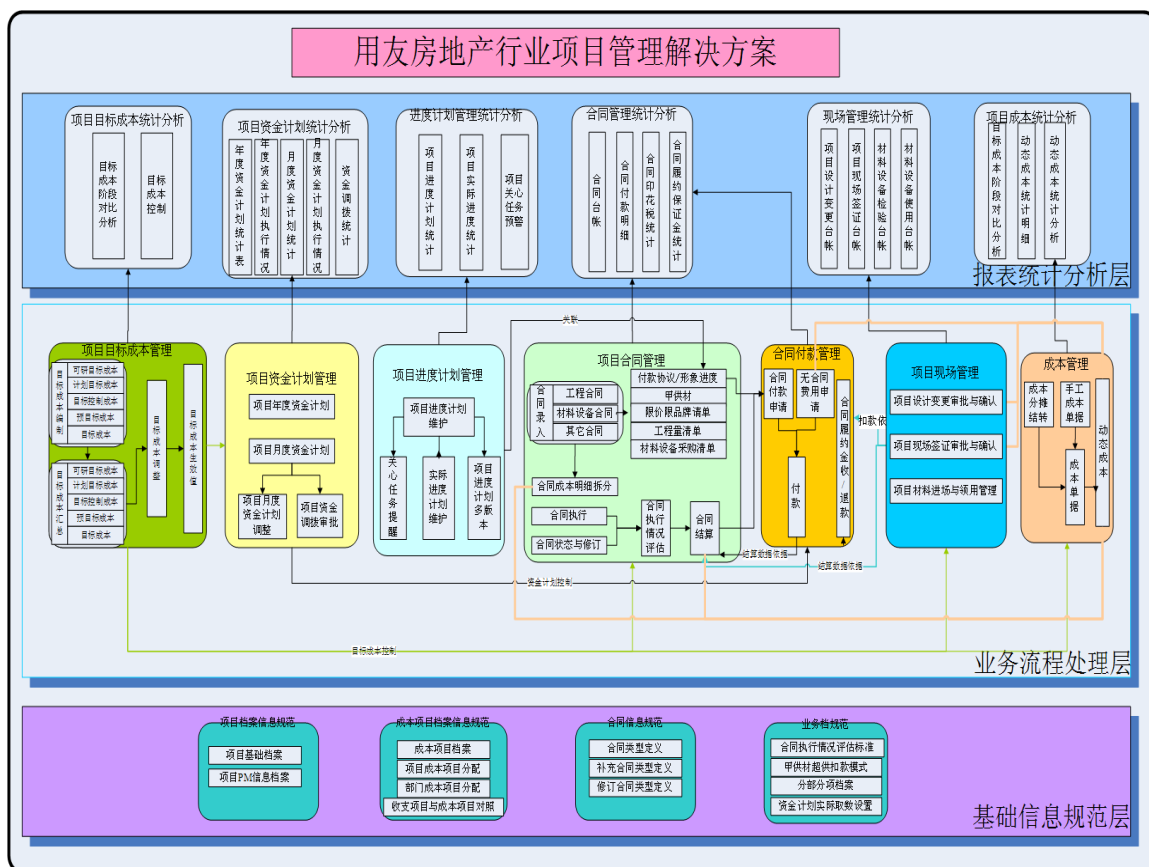 用友房地产行业项目管理解决方案
项目目标成本统计分析
目标成本阶段对比分析
目标成本控制
项目资金计划统计分析
年度资金计划统计表
年度资金计划执行情况
月度资金计划统计
月度资金计划执行情况
资金调拨统计
进度计划管理统计分析
项目进度计划统计
项目实际进度统计
项目关心任务预警
合同管理统计分析
合同台帐
合同付款明细
合同印花税统计
合同履约保证金统计
现场管理统计分析
项目设计变更台帐
项目现场签证台帐
材料设备检验台帐
材料设备使用台帐
项目成本统计分析
目标成本阶段对比分析
动态成本统计明细
动态成本统计分析
报表统计分析层
项目目标成本管理
目标成本编制
可研目标成本
计划目标成本
目标控制成本
预目标成本
目标成本
目标成本汇总
可研目标成本
计划目标成本
目标控制成本
预目标成本
目标成本
目标成本调整
目标成本生效值
项目资金计划管理
项目年度资金计划
项目月度资金计划
项目月度
资金计划
调整
项目资金
调拨审批
项目进度计划管理
项目进度计划
维护
关心任务提醒
实际
进度计划
维护
项目进度计划多版本
关联
项目合同管理
合同录入
工程合同
材料设备合同
其它合同
付款协议/形象进度
甲供材
限价限品牌清单
工程量清单
材料设备采购清单
合同成本明细拆分
合同执行
合同状态与修订
合同
执行
情况
评估
合同
结算
合同付款管理
合同
付款
申请
无合同
费用申
请
付款
合同履约金收/退款
扣款依
结算数据依据
结算数据依据
资金计划控制
目标成本控制
项目现场管理
项目设计变更审批与确认
项目现场签证审批与确认
项目材料进场与领用管理
成本管理
成本分摊结转
手工成本单据
成本单据
动态成本
业务流程处理层
项目档案信息规范
项目基础档案
项目PM信息档案
成本项目档案信息规范
成本项目档案
项目成本项目分配
部门成本项目分配
收支项目与成本项目对照
合同信息规范
合同类型定义
补充合同类型定义
修订合同类型定义
业务档规范
合同执行情况评估标准
甲供材超供扣款模式
分部分项档案
资金计划实际取数设置
基础信息规范层